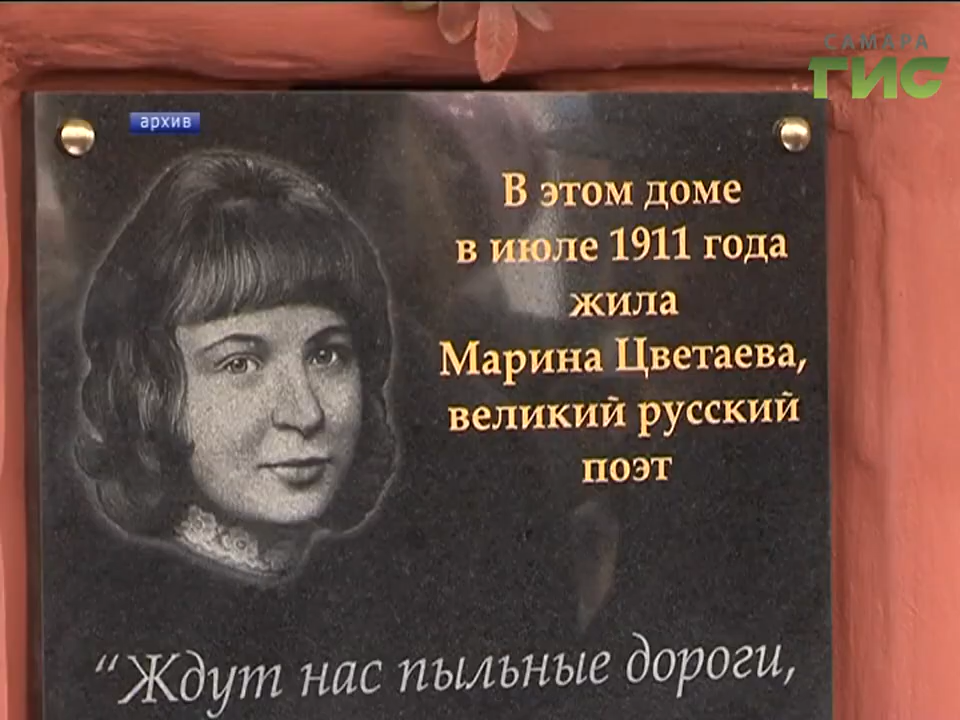 САМАРА
ГИС
архив
В этом доме
в июле 1911 года
жила
Марина Цветаева,
великий русский
поэт
“Ждут нас пыльные дороги,